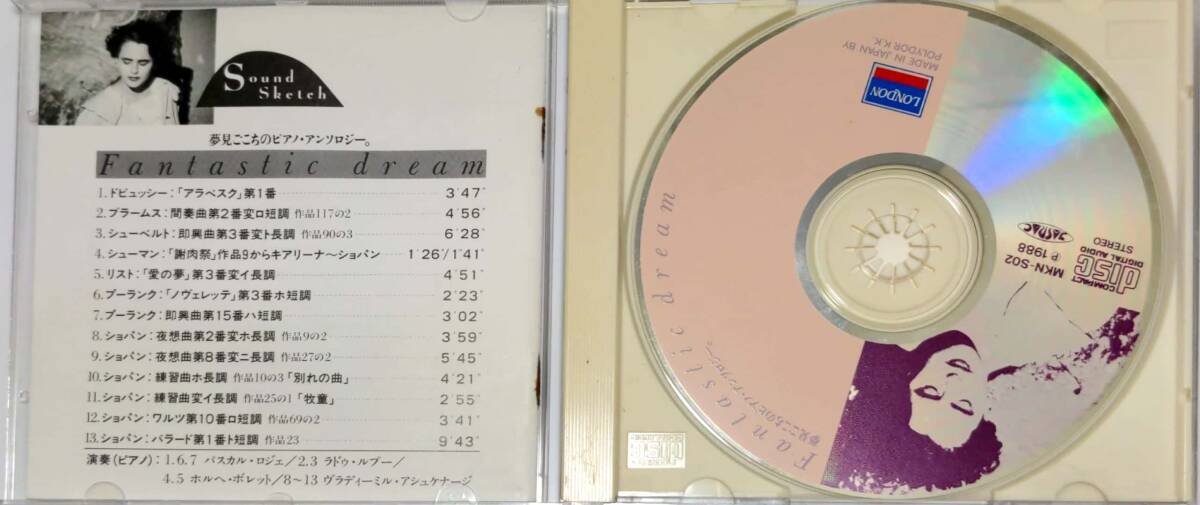 Sound
Sketch
夢見ごこちのピアノ・アンソロジー。
Fantastic dream
1.ドビュッシー:「アラベスク」第1番 3'47"
2.ブラームス:間奏曲第2番変ロ短調 作品117の2 4'56"
3.シューベルト:即興曲第3番変ト長調 作品90の3 6'28"
4.シューマン:「謝肉祭」作品9からキアリーナ〜ショパン 1'26"/1'41"
5.リスト:「愛の夢」第3番変イ長調 4'51"
6.プーランク:「ノヴェレッテ」第3番ホ短調 2'23"
7.プーランク:即興曲第15番ハ短調 3'02"
8.ショパン:夜想曲第2番変ホ長調 作品9の2 3'59"
9.ショパン:夜想曲第8番変ニ長調 作品27の2 5'45"
10.ショパン:練習曲ホ長調 作品10の3「別れの曲」 4'21"
11.ショパン:練習曲変イ長調 作品25の1「牧童」 2'55"
12.ショパン:ワルツ第10番ロ短調 作品69の2 3'41"
13.ショパン:バラード第1番ト短調 作品23 9'43"
演奏(ピアノ):1.6.7 パスカル・ロジェ/2.3 ラドゥ・ルプー/
4.5 ホルヘ・ボレット/8〜13 ヴラディーミル・アシュケナージ
MADE IN JAPAN BY
POLYDOR K.K.
LONDON
Fantastic dream
夢見ごこちのピアノ・アンソロジー。
JASRAC
MKN-S02
P 1988
STEREO
COMPACT
disc
DIGITAL AUDIO
COMPACT
disc